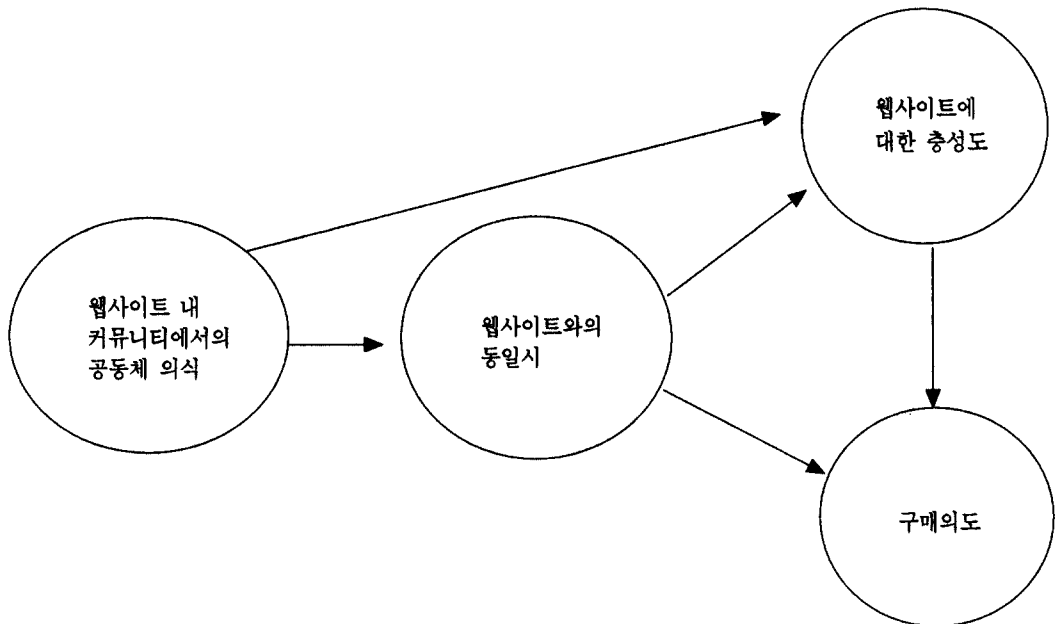 웹사이트에
대한 충성도
웹사이트 내
커뮤니티에서의
공동체 의식
웹사이트와의
동일시
구매의도